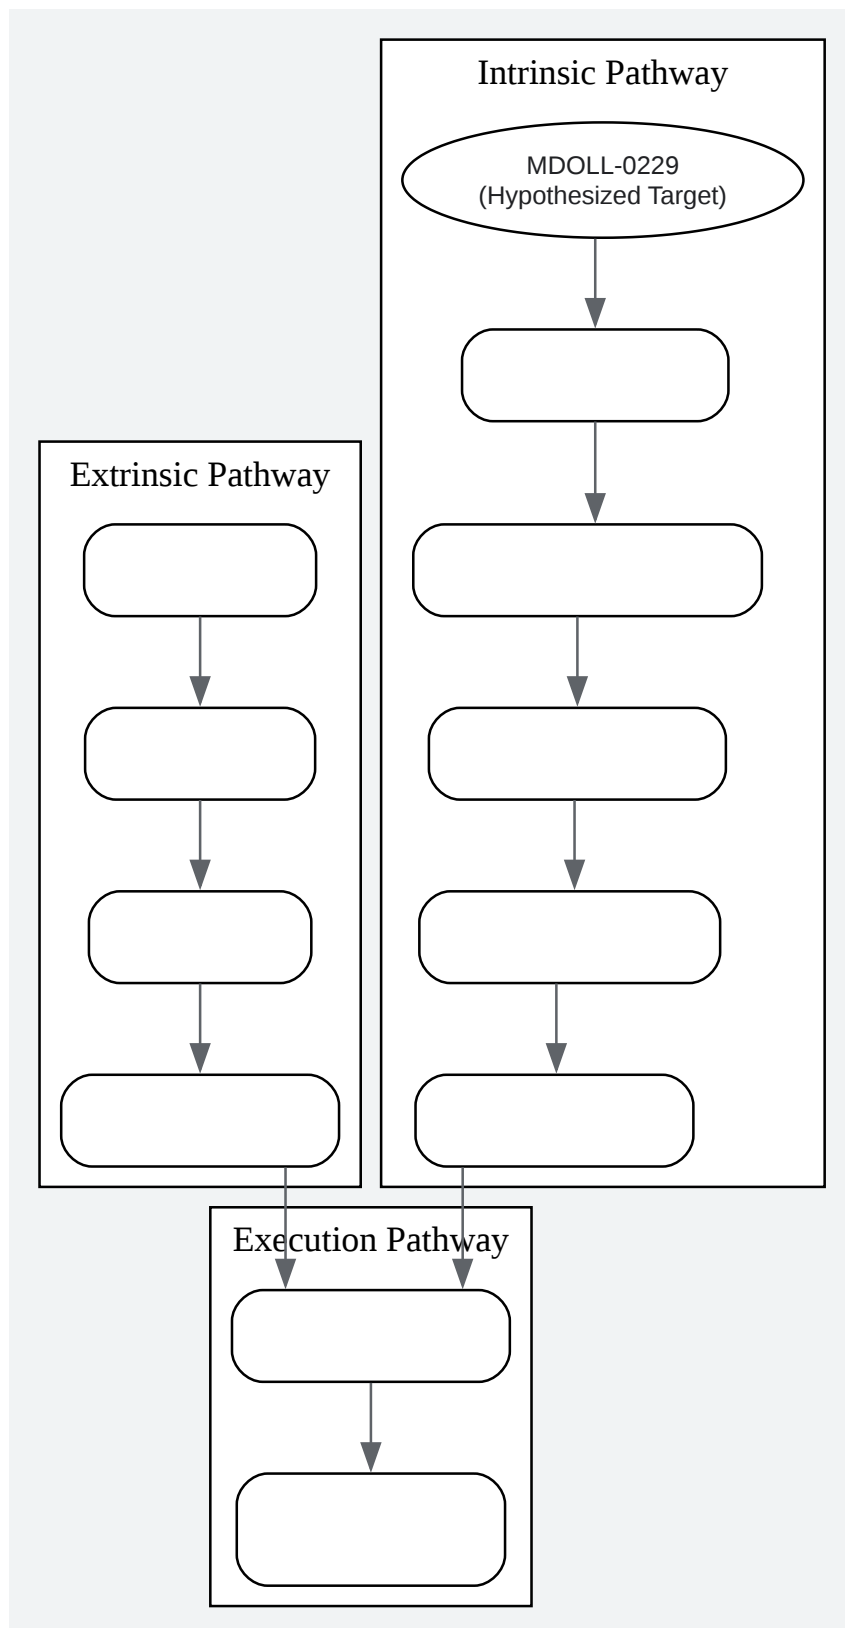 Intrinsic Pathway
MDOLL-0229
(Hypothesized Target)
Extrinsic Pathway
Execution Pathway